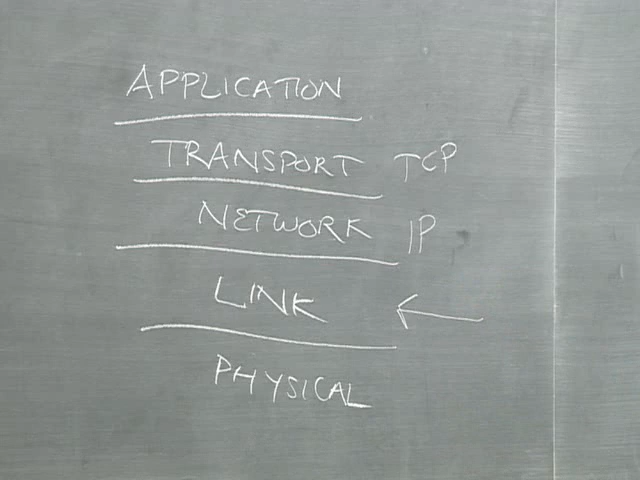 APPLICATION
TRANSPORT TCP
NETWORK IP
LINK
PHYSICAL